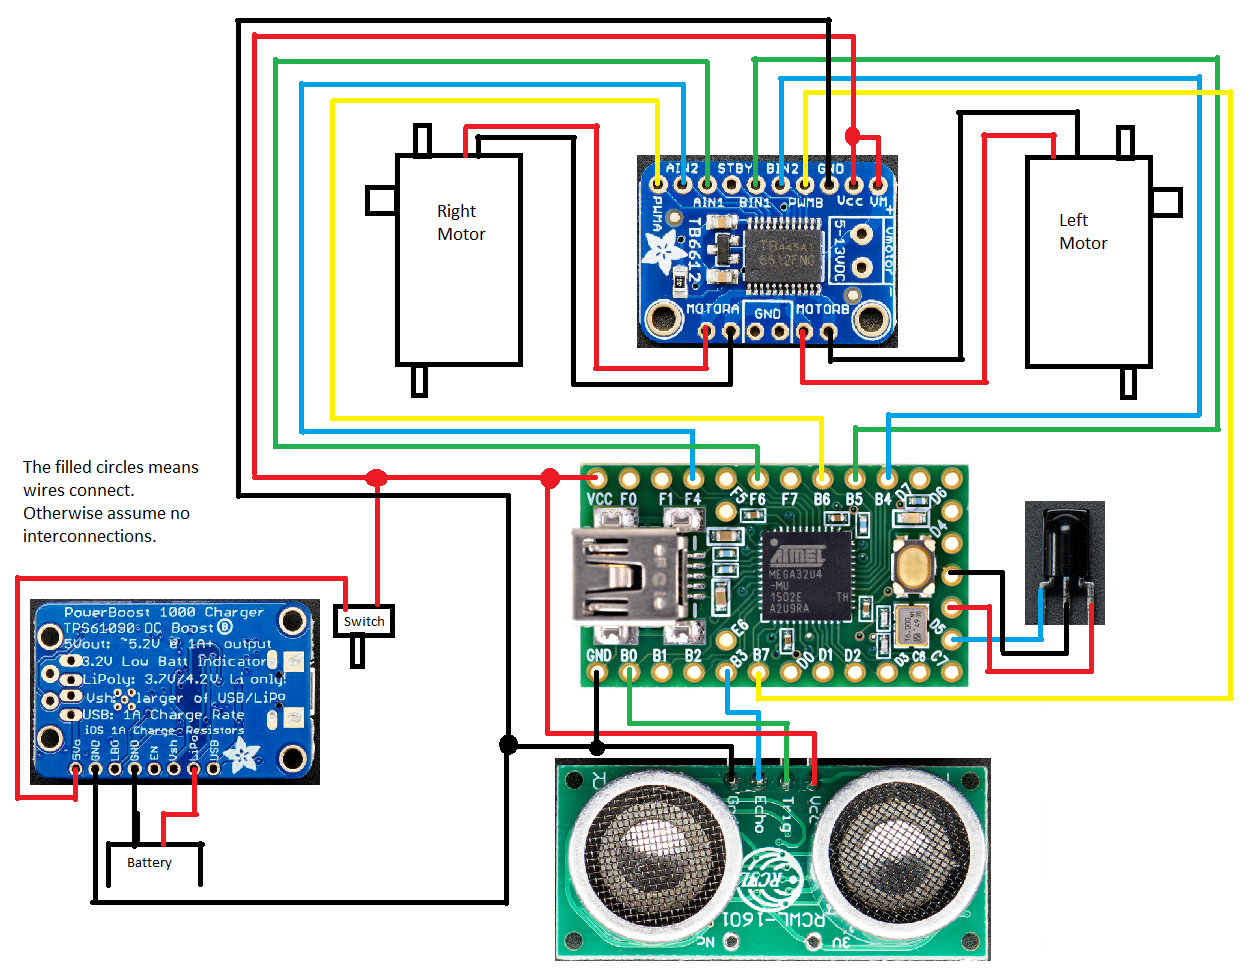 AIN2 STBY BIN2 GND
AIN1 BIN1 PWMB Vcc VM
PWMA
TB6612
Vmotor
+
-
5-13VDC
6612FNG
MOTORA GND MOTORB
Right
Motor
Left
Motor
The filled circles means
wires connect.
Otherwise assume no
interconnections.
VCC F0 F1 F4 F5 F6 F7 B6 B5 B4 D7 D6
D4
ATMEL
MEGA32U4
-MU
1502E TH
A2U9RA
E6
D5
GND B0 B1 B2 B3 B7 D0 D1 D2 D3 C6 C7
PowerBoost 1000 Charger
TPS61090 DC Boost B
5Vout: ~5.2V @ 1A+ output
3.2V Low Batt Indicator
LiPoly: 3.7V/4.2V Li only!
Vsh: larger of USB/LiPo
USB: 1A Charge Rate
iOS 1A Charge Resistors
5Vo GND LBO GND EN Vsh LiPo USB
Switch
Battery
Echo Trig Vcc
RCWL-1601
Nc 3V